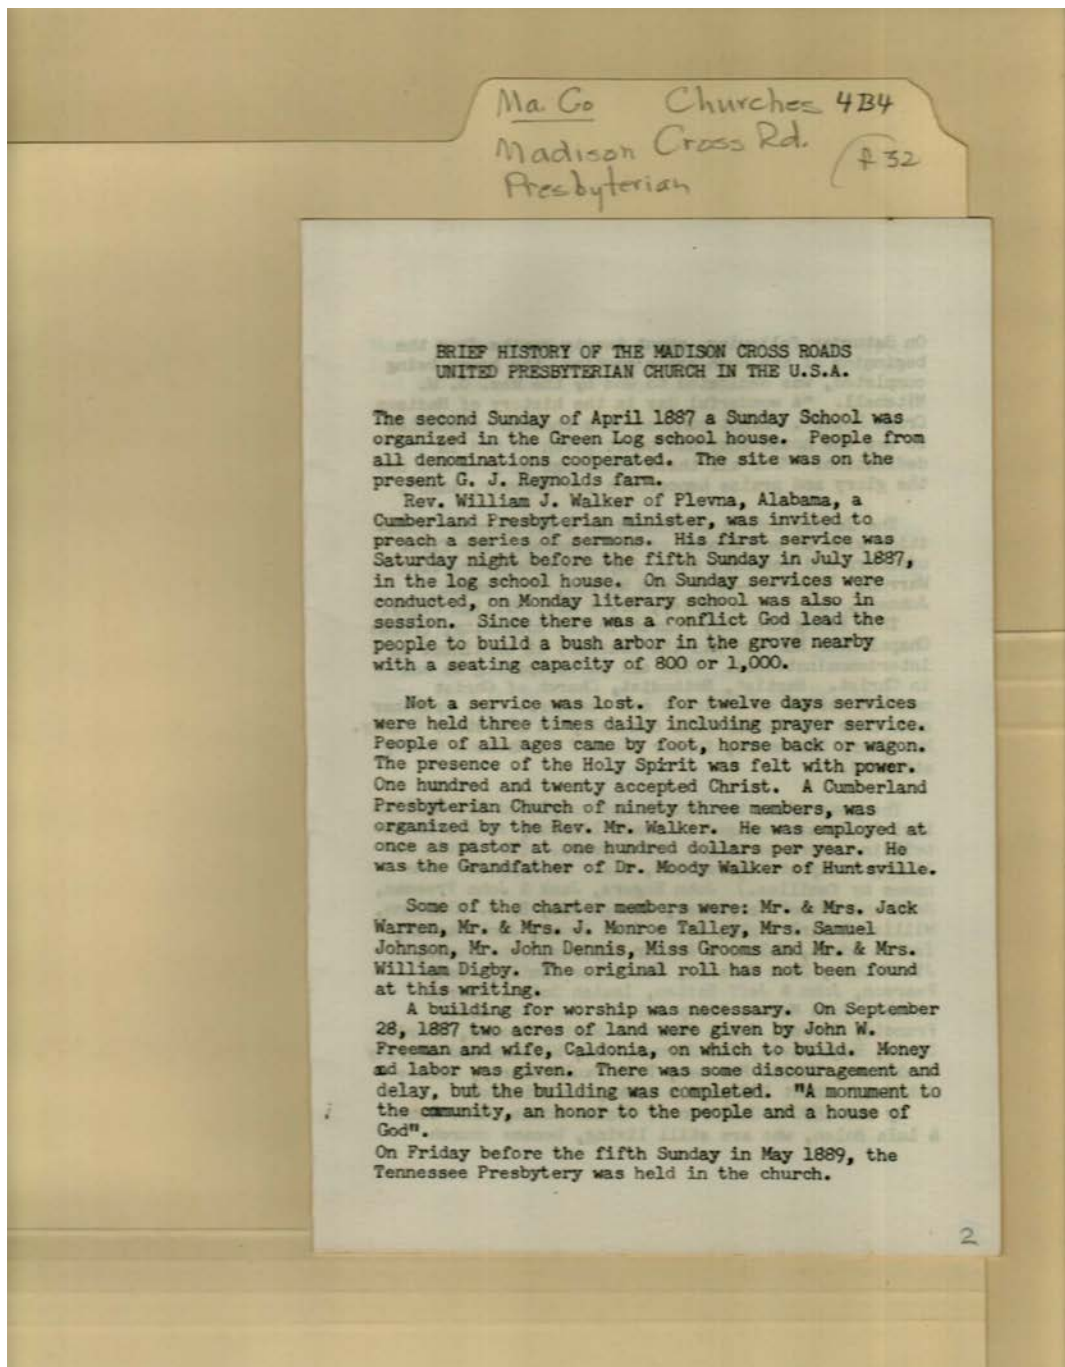 Ma. Co Churches 4B4
Madison Cross Rd.
Presbyterian
F32
BRIEF HISTORY OF THE MADISON CROSS ROADS
UNITED PRESBYTERIAN CHURCH IN THE U.S.A.
The second Sunday of April 1887 a Sunday School was
organized in the Green Log school house. People from
all denominations cooperated. The site was on the
present G. J. Reynolds farm.
Rev. William J. Walker of Plevna, Alabama, a
Cumberland Presbyterian minister, was invited to
preach a series of sermons. His first service was
Saturday night before the fifth Sunday in July 1887,
in the log school house. On Sunday services were
conducted, on Monday literary school was also in
session. Since there was a conflict God lead the
people to build a bush arbor in the grove nearby
with a seating capacity of 800 or 1,000.
Not a service was lost. for twelve days services
were held three times daily including prayer service.
People of all ages came by foot, horse back or wagon.
The presence of the Holy Spirit was felt with power.
One hundred and twenty accepted Christ. A Cumberland
Presbyterian Church of ninety three members, was
organized by the Rev. Mr. Walker. He was employed at
once as pastor at one hundred dollars per year. He
was the Grandfather of Dr. Moody Walker of Huntsville.
Some of the charter members were: Mr. & Mrs. Jack
Warren, Mr. & Mrs. J. Monroe Talley, Mrs. Samuel
Johnson, Mr. John Dennis, Miss Grooms and Mr. & Mrs.
William Digby. The original roll has not been found
at this writing.
A building for worship was necessary. On September
28, 1887 two acres of land were given by John W.
Freeman and wife, Caldonia, on which to build. Money
and labor was given. There was some discouragement and
delay, but the building was completed. "A monument to
the community, an honor to the people and a house of
God".
On Friday before the fifth Sunday in May 1889, the
Tennessee Presbytery was held in the church.
2